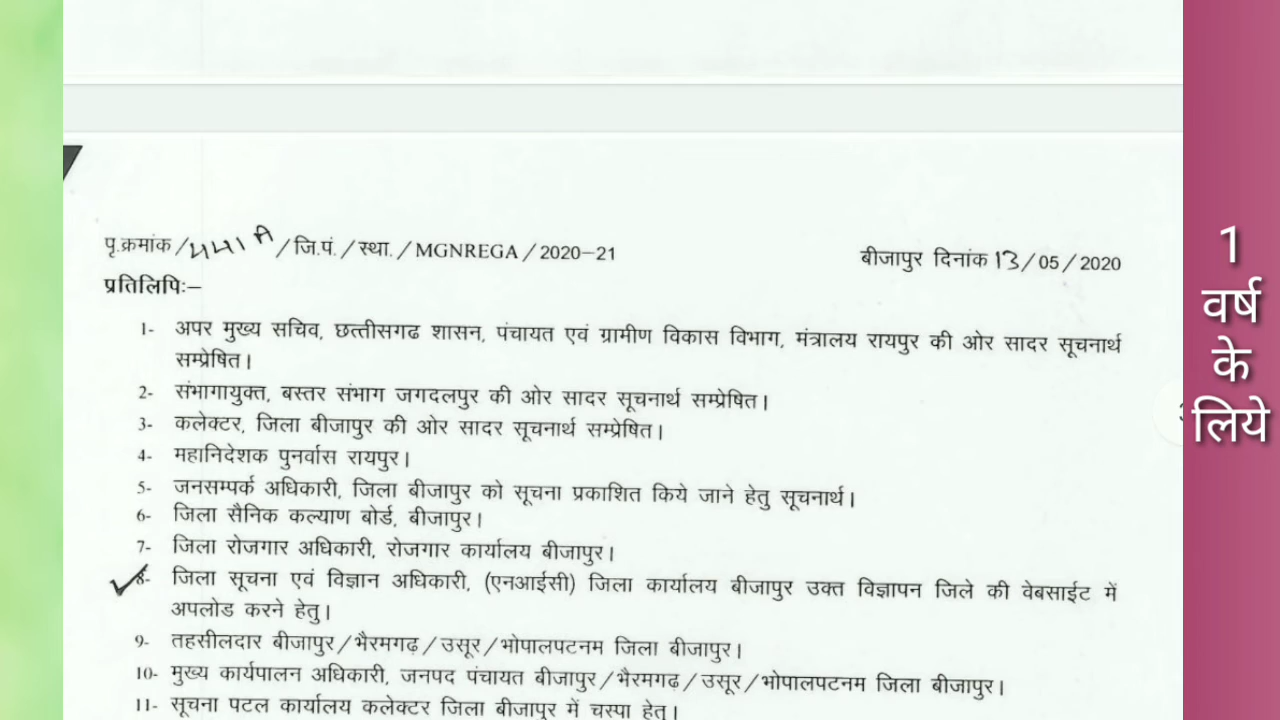 पृ.क्रमांक / 441 A / जि.पं. / स्था. / MGNREGA / 2020–21
बीजापुर दिनांक 13/05/2020
प्रतिलिपिः–
1- अपर मुख्य सचिव, छत्तीसगढ शासन, पंचायत एवं ग्रामीण विकास विभाग, मंत्रालय रायपुर की ओर सादर सूचनार्थ
सम्प्रेषित।
2- संभागायुक्त, बस्तर संभाग जगदलपुर की ओर सादर सूचनार्थ सम्प्रेषित।
3- कलेक्टर, जिला बीजापुर की ओर सादर सूचनार्थ सम्प्रेषित।
4- महानिदेशक पुनर्वास रायपुर।
5- जनसम्पर्क अधिकारी, जिला बीजापुर को सूचना प्रकाशित किये जाने हेतु सूचनार्थ।
6- जिला सैनिक कल्याण बोर्ड, बीजापुर।
7- जिला रोजगार अधिकारी, रोजगार कार्यालय बीजापुर।
8- जिला सूचना एवं विज्ञान अधिकारी, (एनआईसी) जिला कार्यालय बीजापुर उक्त विज्ञापन जिले की वेबसाईट में
अपलोड करने हेतु।
9- तहसीलदार बीजापुर/भैरमगढ़/उसूर/भोपालपटनम जिला बीजापुर।
10- मुख्य कार्यपालन अधिकारी, जनपद पंचायत बीजापुर/भैरमगढ़/उसूर/भोपालपटनम जिला बीजापुर।
11- सूचना पटल कार्यालय कलेक्टर जिला बीजापुर में चस्पा हेतु।
1
वर्ष
के
लिये